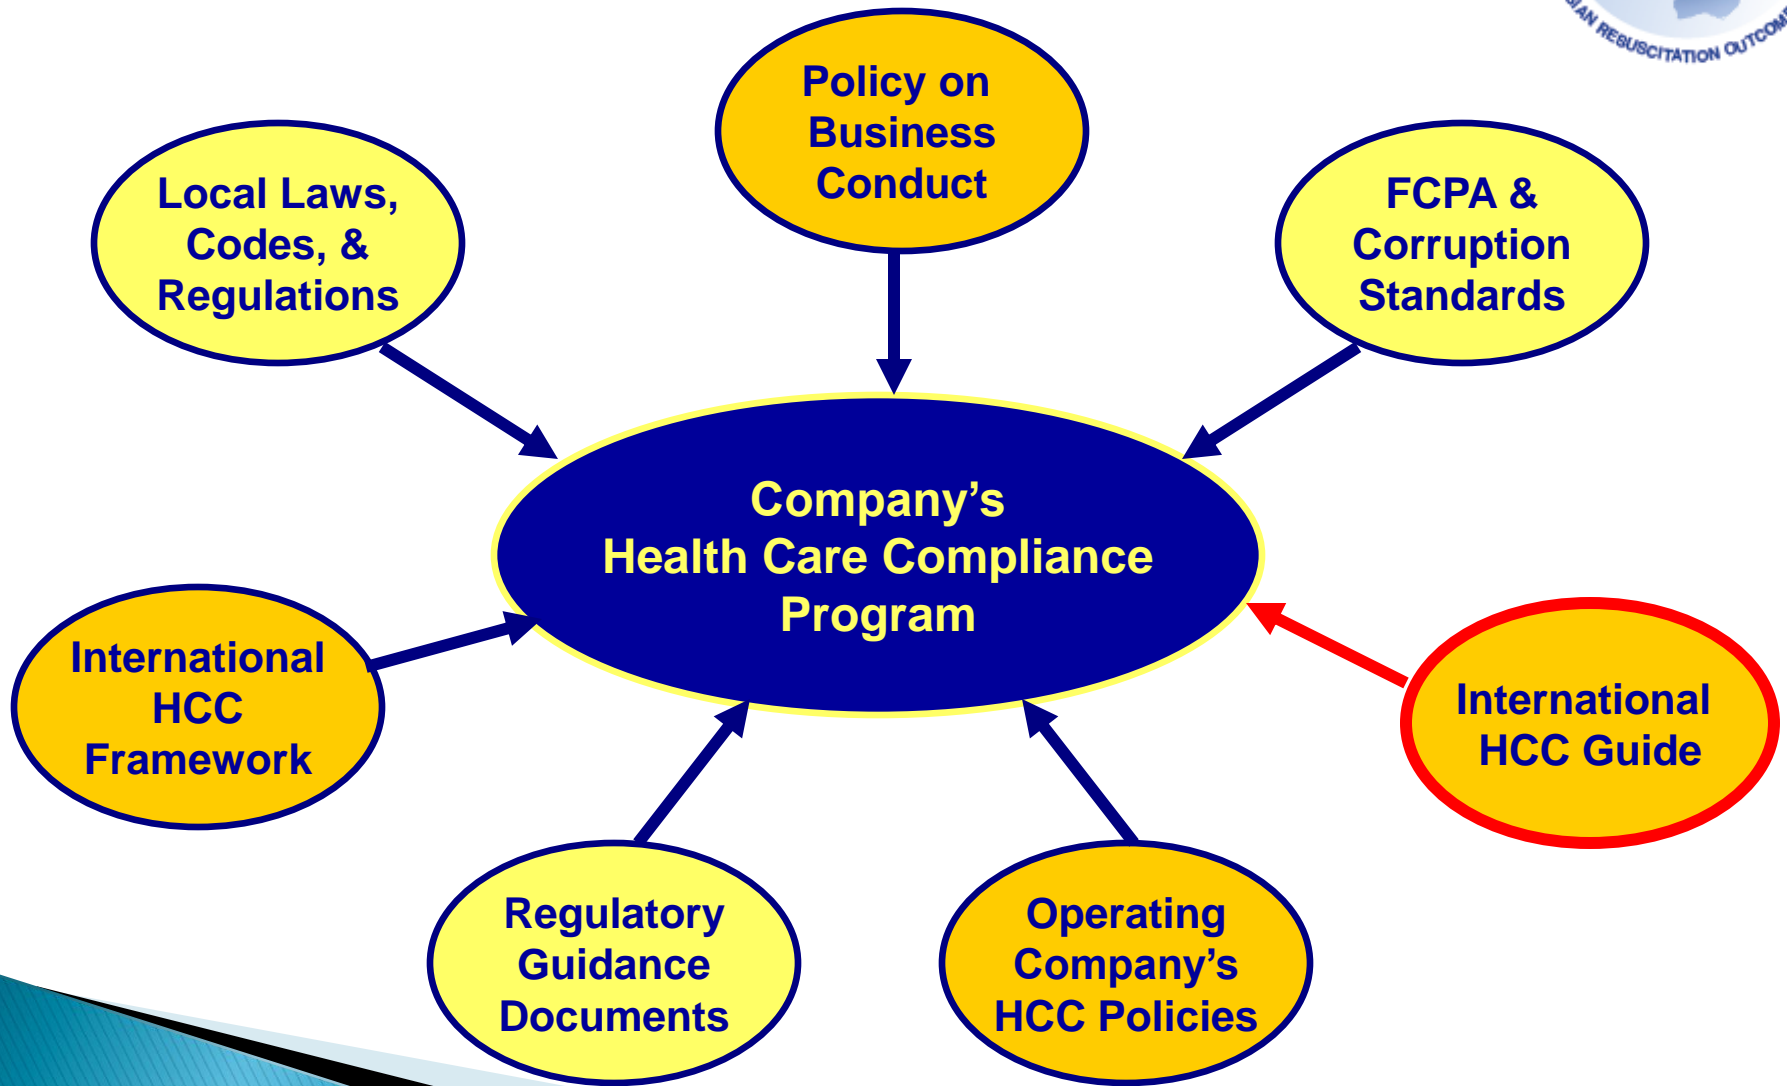 RESUSCITATION OUTCOME
Policy on
Business
Conduct
Local Laws,
Codes, &
Regulations
FCPA &
Corruption
Standards
Company’s
Health Care Compliance
Program
International
HCC
Framework
International
HCC Guide
Regulatory
Guidance
Documents
Operating
Company’s
HCC Policies